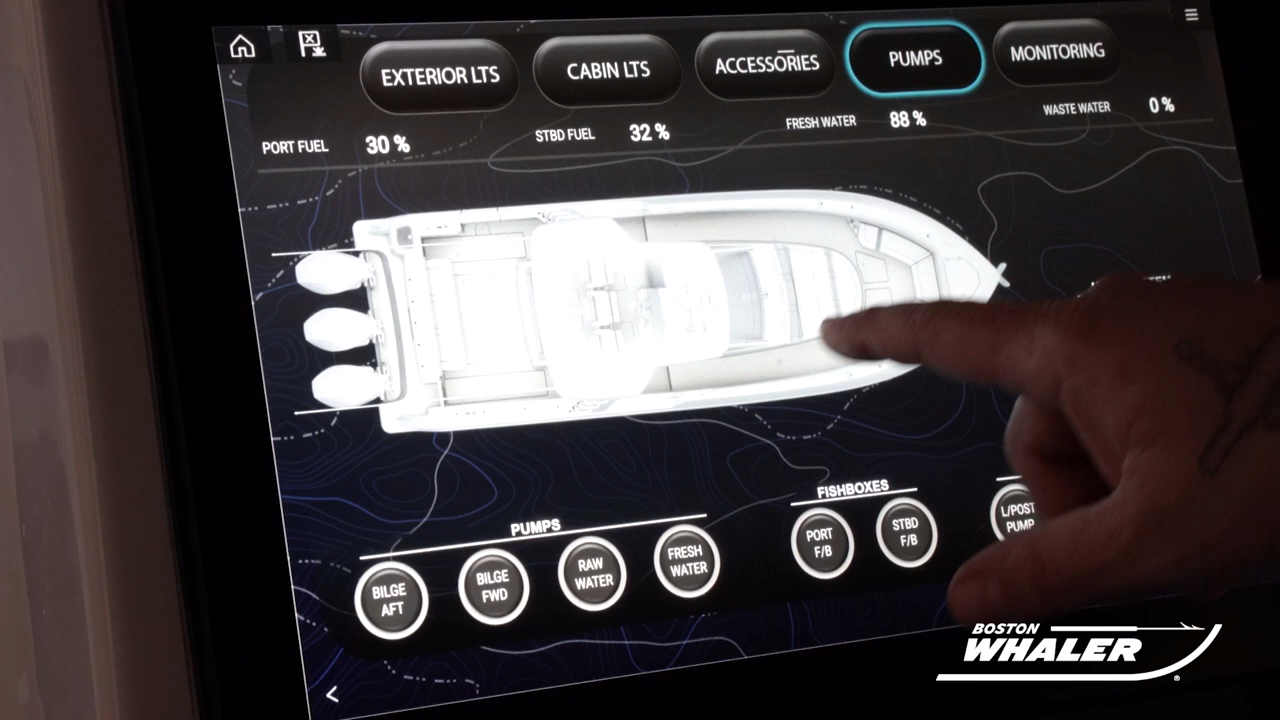 EXTERIOR LTS
CABIN LTS
ACCESSORIES
PUMPS
MONITORING
PORT FUEL 30 %
STBD FUEL 32 %
FRESH WATER 88 %
WASTE WATER 0 %
PUMPS
BILGE
AFT
BILGE
FWD
RAW
WATER
FRESH
WATER
FISHBOXES
PORT
F/B
STBD
F/B
L/POST
PUMP
BOSTON
WHALER
®